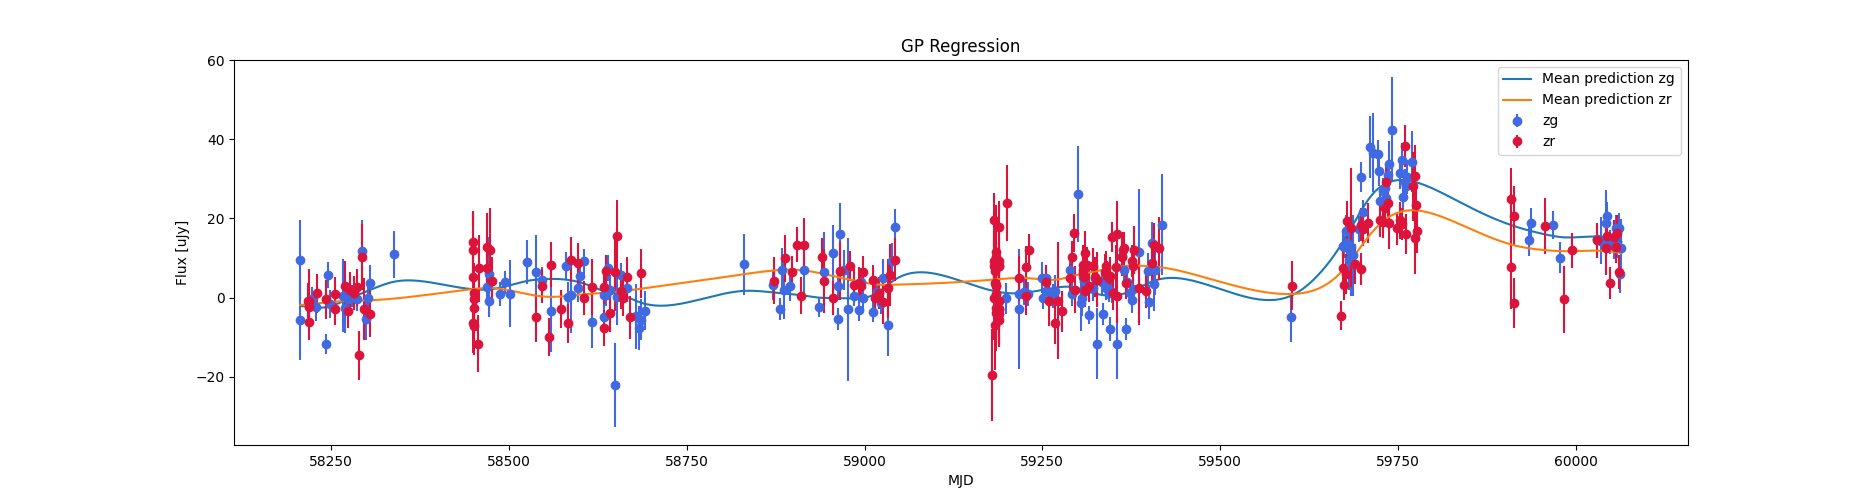 GP Regression
Flux [uJy]
60
40
20
0
−20
Mean prediction zg
Mean prediction zr
zg
zr
58250
58500
58750
59000
59250
59500
59750
60000
MJD